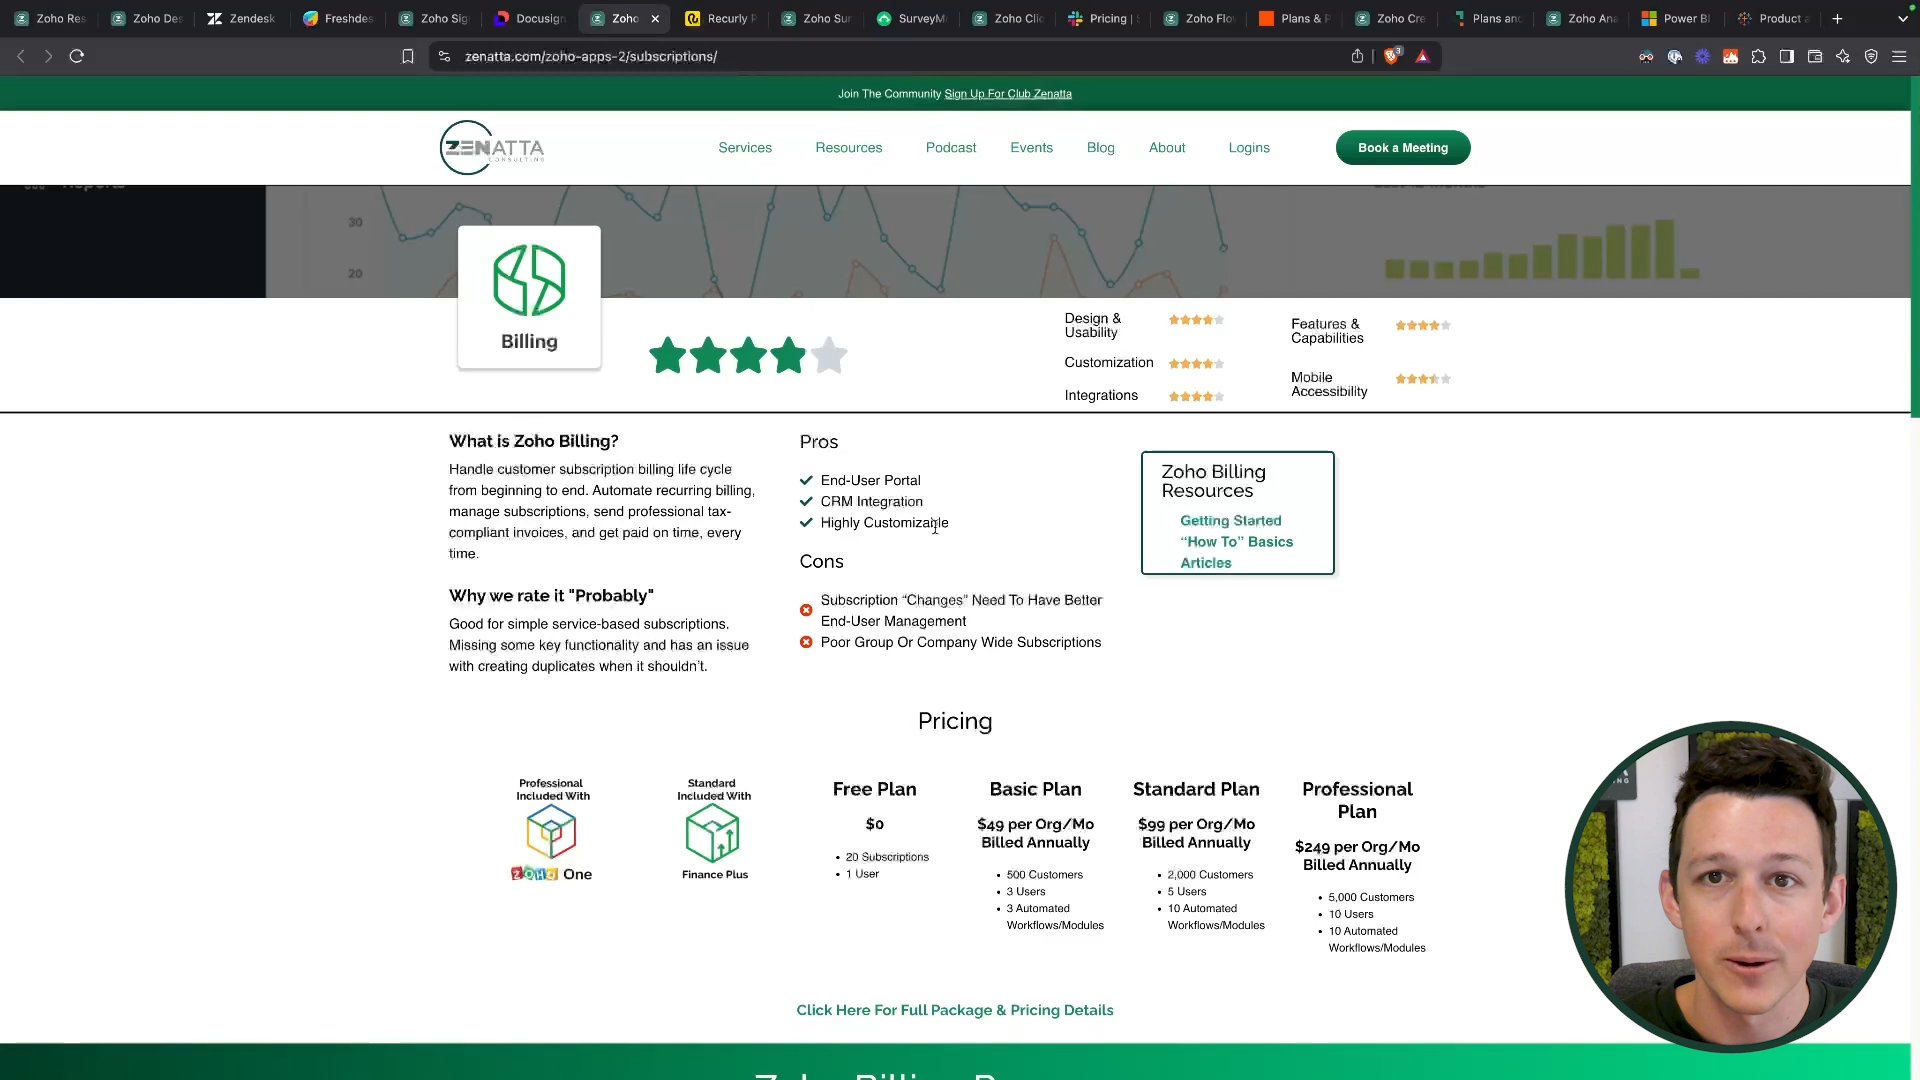 Zoho Res
Zoho Des
Zendesk
Freshdes
Zoho Sig
Docusign
Zoho
Recurly P
Zoho Sur
SurveyM
Zoho Clic
Pricing |
Zoho Flo
Plans & P
Zoho Cre
Plans and
Zoho Ana
Power BI
Product a
zenatta.com/zoho-apps-2/subscriptions/
3
Join The Community Sign Up For Club Zenatta
ZENATTA
CONSULTING
Services
Resources
Podcast
Events
Blog
About
Logins
Book a Meeting
Reports
30
20
Billing
Design &
Usability
Customization
Integrations
Features &
Capabilities
Mobile
Accessibility
What is Zoho Billing?
Handle customer subscription billing life cycle
from beginning to end. Automate recurring billing,
manage subscriptions, send professional tax-
compliant invoices, and get paid on time, every
time.
Why we rate it "Probably"
Good for simple service-based subscriptions.
Missing some key functionality and has an issue
with creating duplicates when it shouldn’t.
Pros
End-User Portal
CRM Integration
Highly Customizable
Cons
Subscription “Changes” Need To Have Better
End-User Management
Poor Group Or Company Wide Subscriptions
Zoho Billing
Resources
Getting Started
“How To” Basics
Articles
Pricing
Professional
Included With
ZOHO One
Standard
Included With
Finance Plus
Free Plan
$0
• 20 Subscriptions
• 1 User
Basic Plan
$49 per Org/Mo
Billed Annually
• 500 Customers
• 3 Users
• 3 Automated
Workflows/Modules
Standard Plan
$99 per Org/Mo
Billed Annually
• 2,000 Customers
• 5 Users
• 10 Automated
Workflows/Modules
Professional
Plan
$249 per Org/Mo
Billed Annually
• 5,000 Customers
• 10 Users
• 10 Automated
Workflows/Modules
Click Here For Full Package & Pricing Details